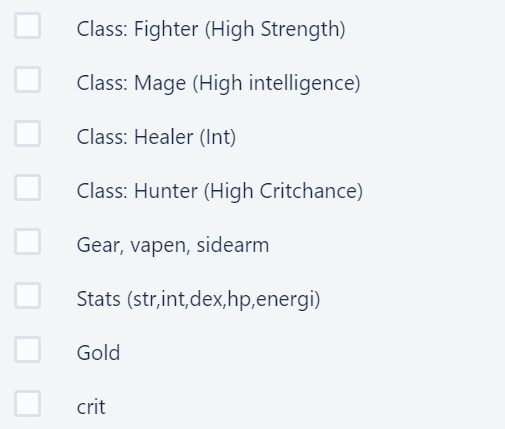 Class: Fighter (High Strength)
Class: Mage (High intelligence)
Class: Healer (Int)
Class: Hunter (High Critchance)
Gear, vapen, sidearm
Stats (str,int,dex,hp,energi)
Gold
crit